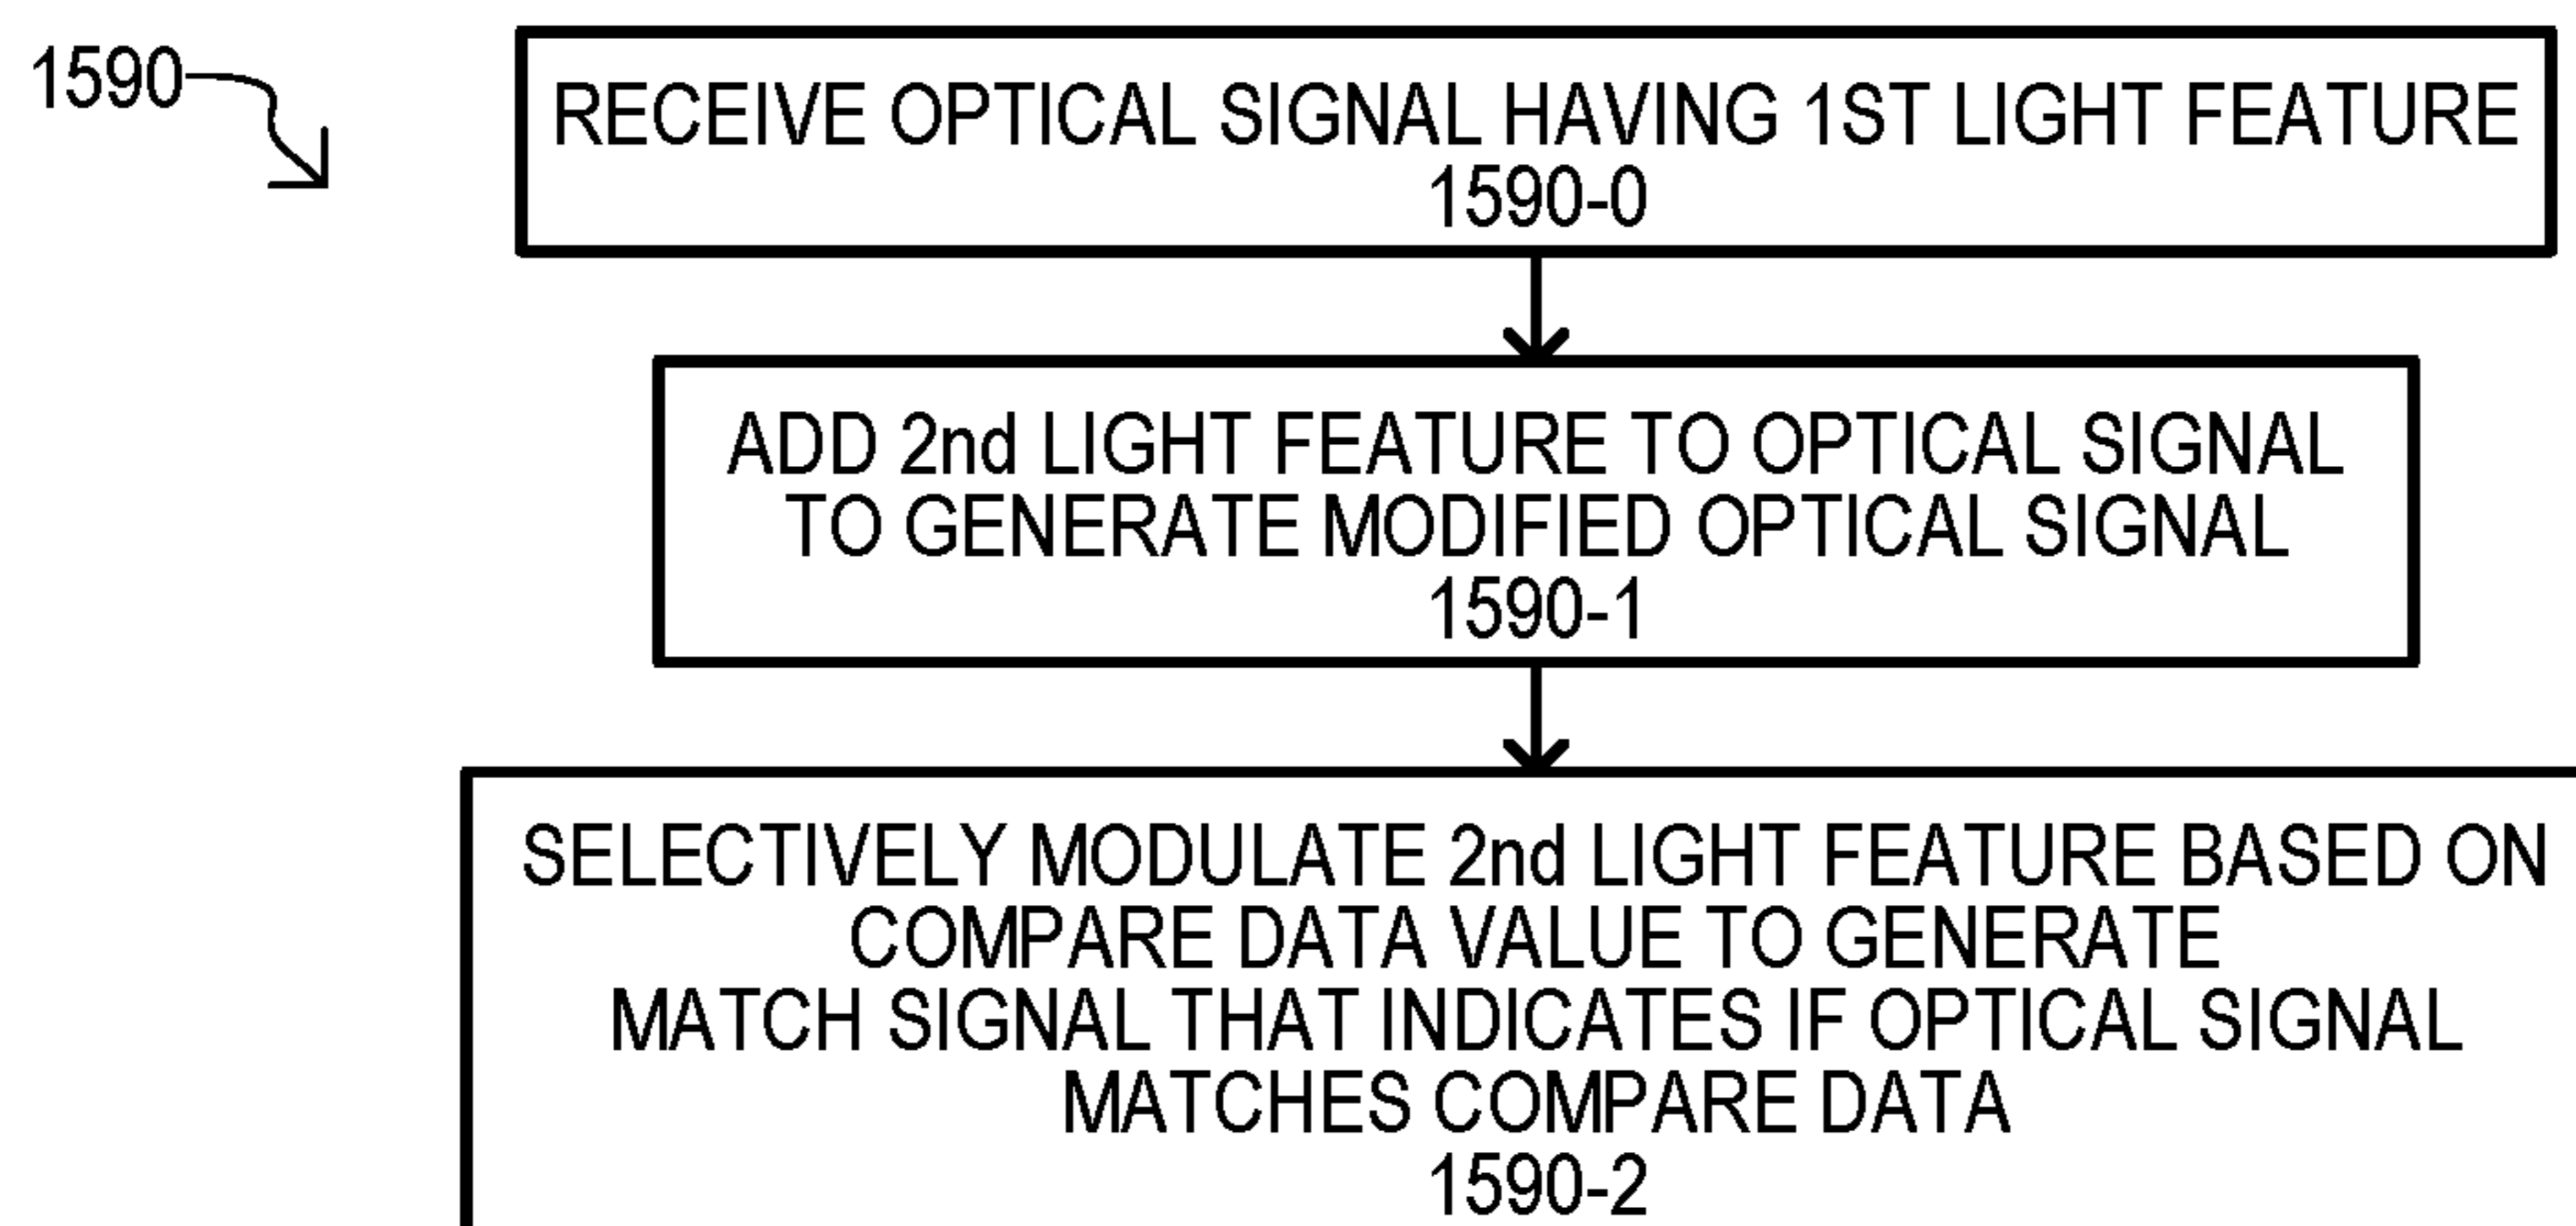 1590
RECEIVE OPTICAL SIGNAL HAVING 1ST LIGHT FEATURE
1590-0
ADD 2nd LIGHT FEATURE TO OPTICAL SIGNAL
TO GENERATE MODIFIED OPTICAL SIGNAL
1590-1
SELECTIVELY MODULATE 2nd LIGHT FEATURE BASED ON
COMPARE DATA VALUE TO GENERATE
MATCH SIGNAL THAT INDICATES IF OPTICAL SIGNAL
MATCHES COMPARE DATA
1590-2